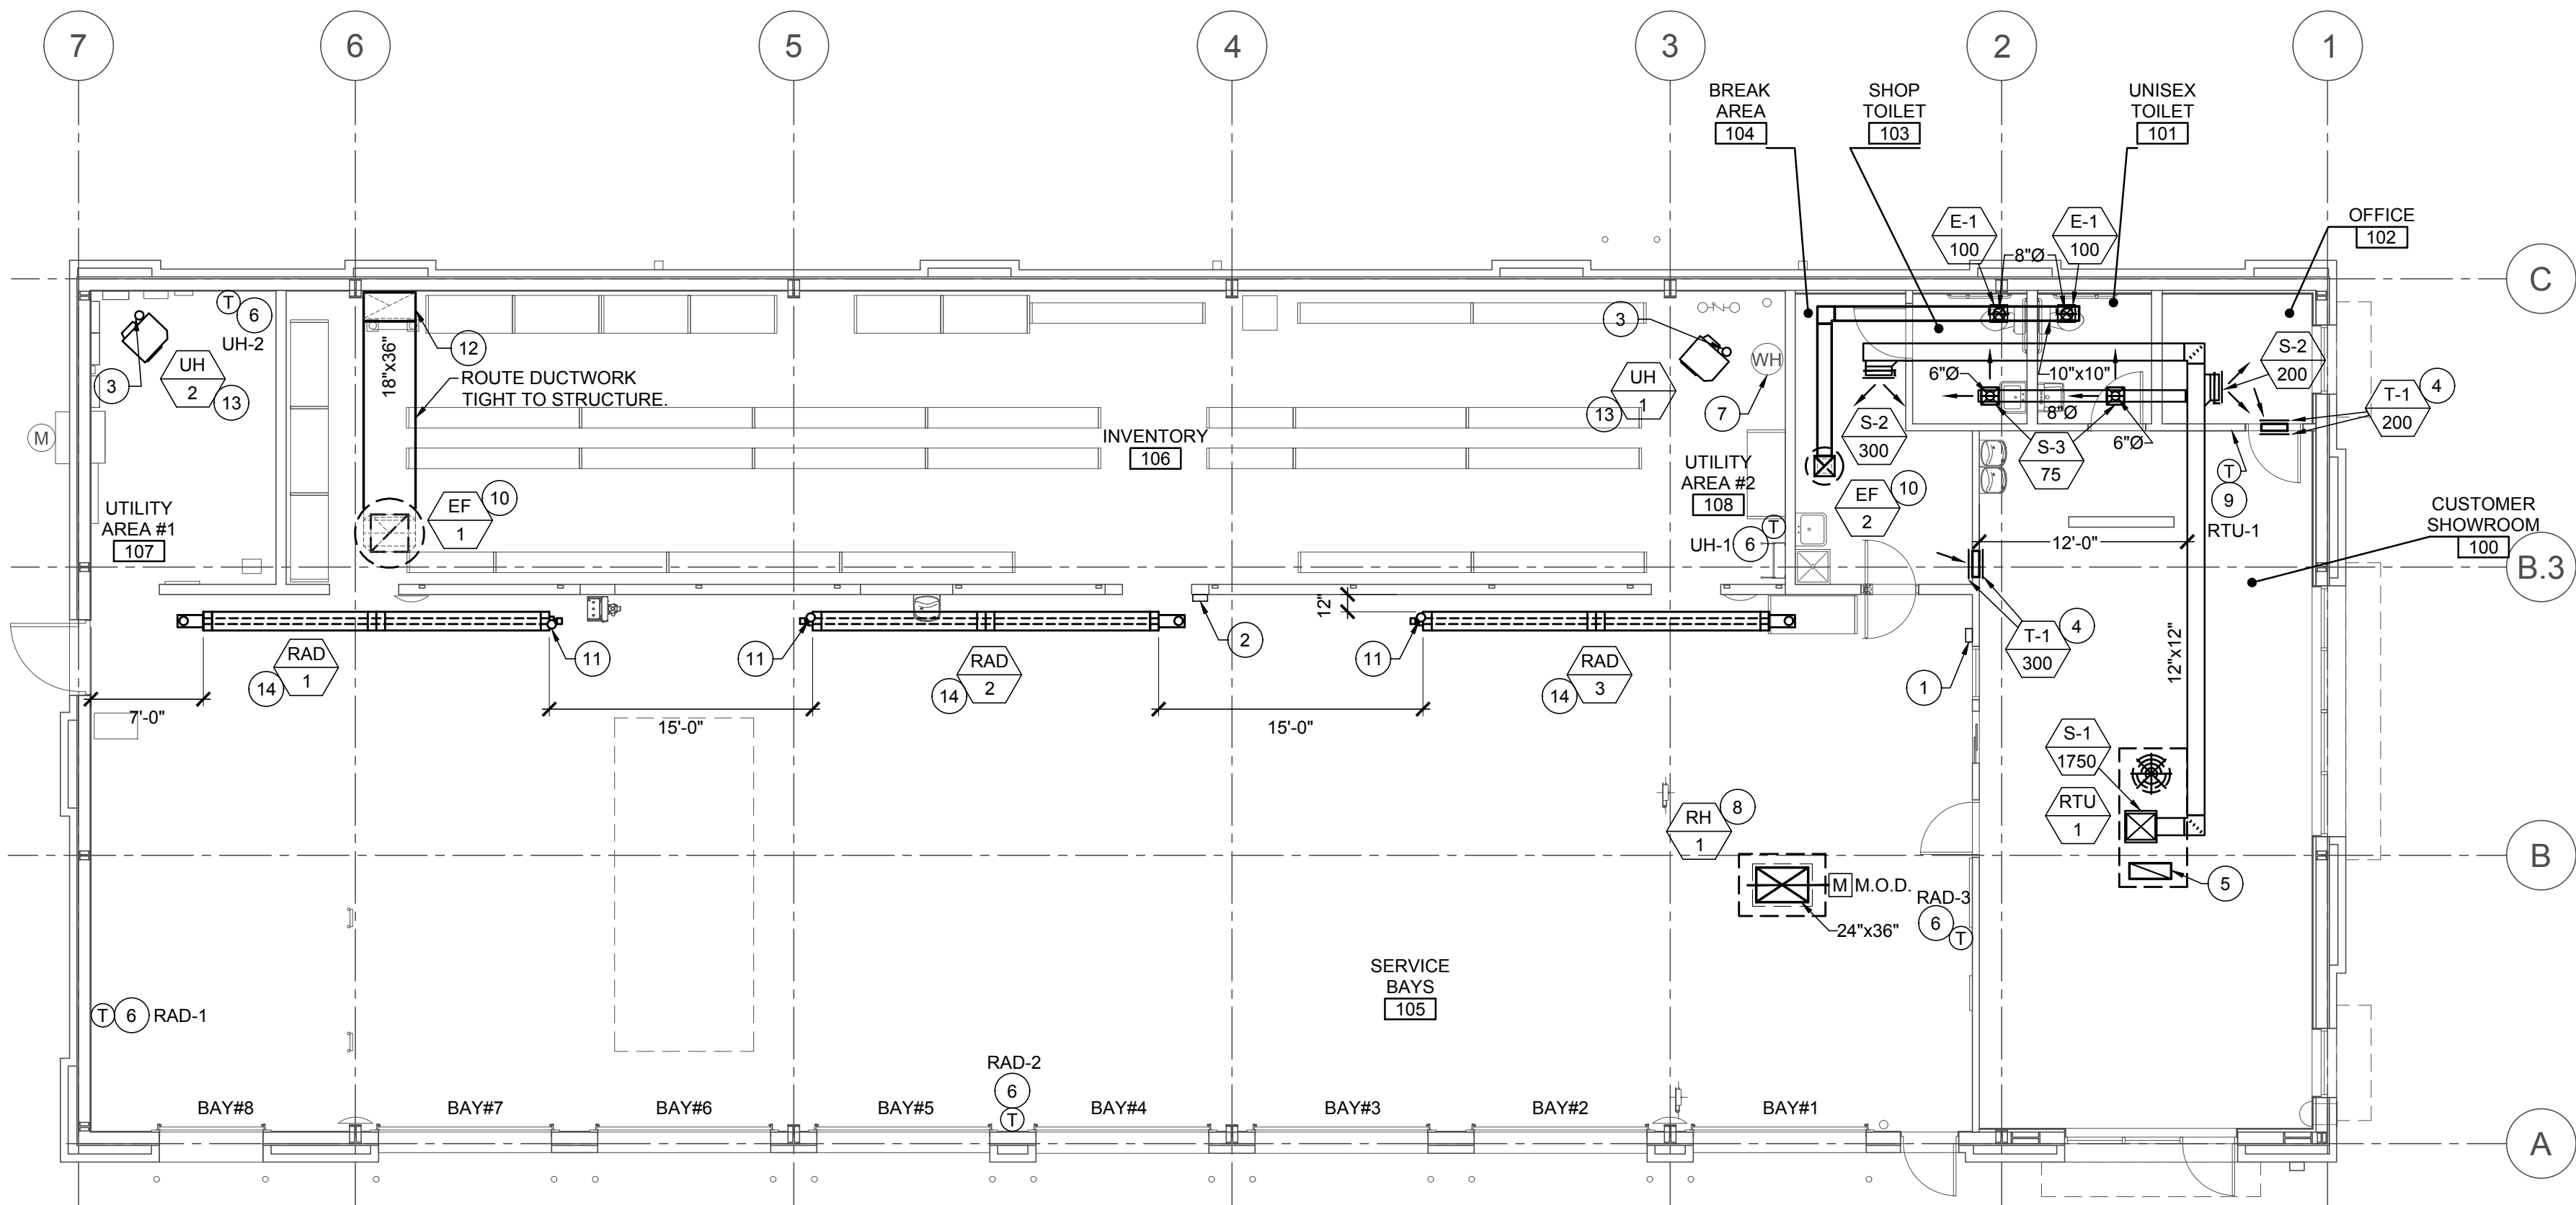 7
6
5
4
3
2
1
BREAK
AREA
104
SHOP
TOILET
103
UNISEX
TOILET
101
OFFICE
102
E-1
100
E-1
100
8"Ø
C
T
6
UH-2
UH
2
13
3
18"x36"
12
ROUTE DUCTWORK
TIGHT TO STRUCTURE.
3
WH
7
UH
1
13
S-2
300
6"Ø
10"x10"
8"Ø
6"Ø
S-3
75
S-2
200
T-1
200
4
M
INVENTORY
106
UTILITY
AREA #2
108
UTILITY
AREA #1
107
EF
1
10
EF
2
10
T
9
RTU-1
CUSTOMER
SHOWROOM
100
UH-1
6
T
12'-0"
B.3
12"
2
RAD
1
14
11
11
RAD
2
14
11
RAD
3
14
T-1
300
4
1
12"x12"
7'-0"
15'-0"
15'-0"
S-1
1750
RTU
1
RH
1
8
B
M
M.O.D.
24"x36"
RAD-3
6
T
5
SERVICE
BAYS
105
T
6
RAD-1
RAD-2
6
T
BAY#8
BAY#7
BAY#6
BAY#5
BAY#4
BAY#3
BAY#2
BAY#1
A